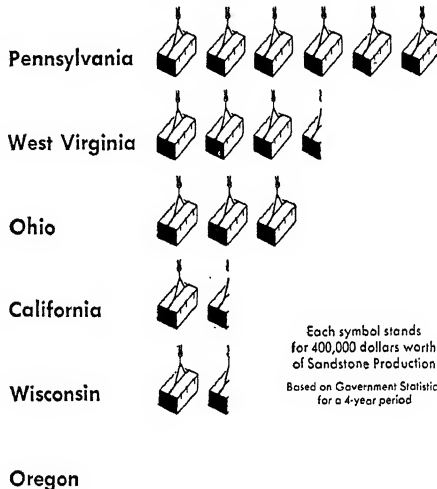 Pennsylvania
West Virginia
Ohio
California
Each symbol stands
for 400,000 dollars worth
of Sandstone Production
Wisconsin
Based on Government Statistic
for a 4-year period
Oregon